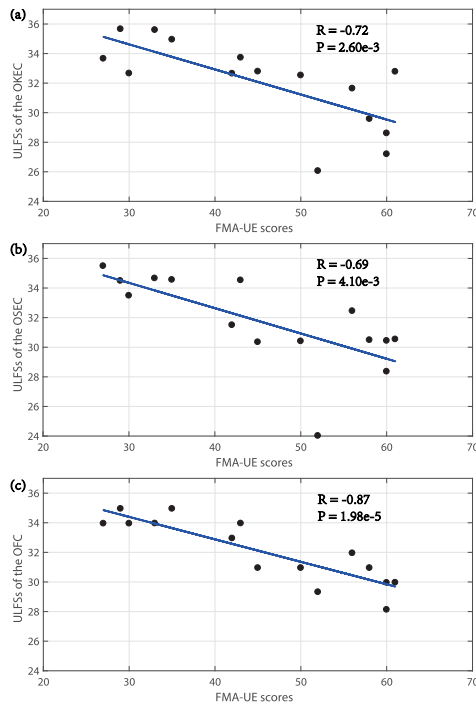 (a)
R = -0.72
P = 2.60e-3
ULFSs of the OKEC
36
34
32
30
28
26
24
20 30 40 50 60 70
FMA-UE scores
(b)
R = -0.69
P = 4.10e-3
ULFSs of the OSEC
36
34
32
30
28
26
24
20 30 40 50 60 70
FMA-UE scores
(c)
R = -0.87
P = 1.98e-5
ULFSs of the OFC
36
34
32
30
28
26
24
20 30 40 50 60 70
FMA-UE scores